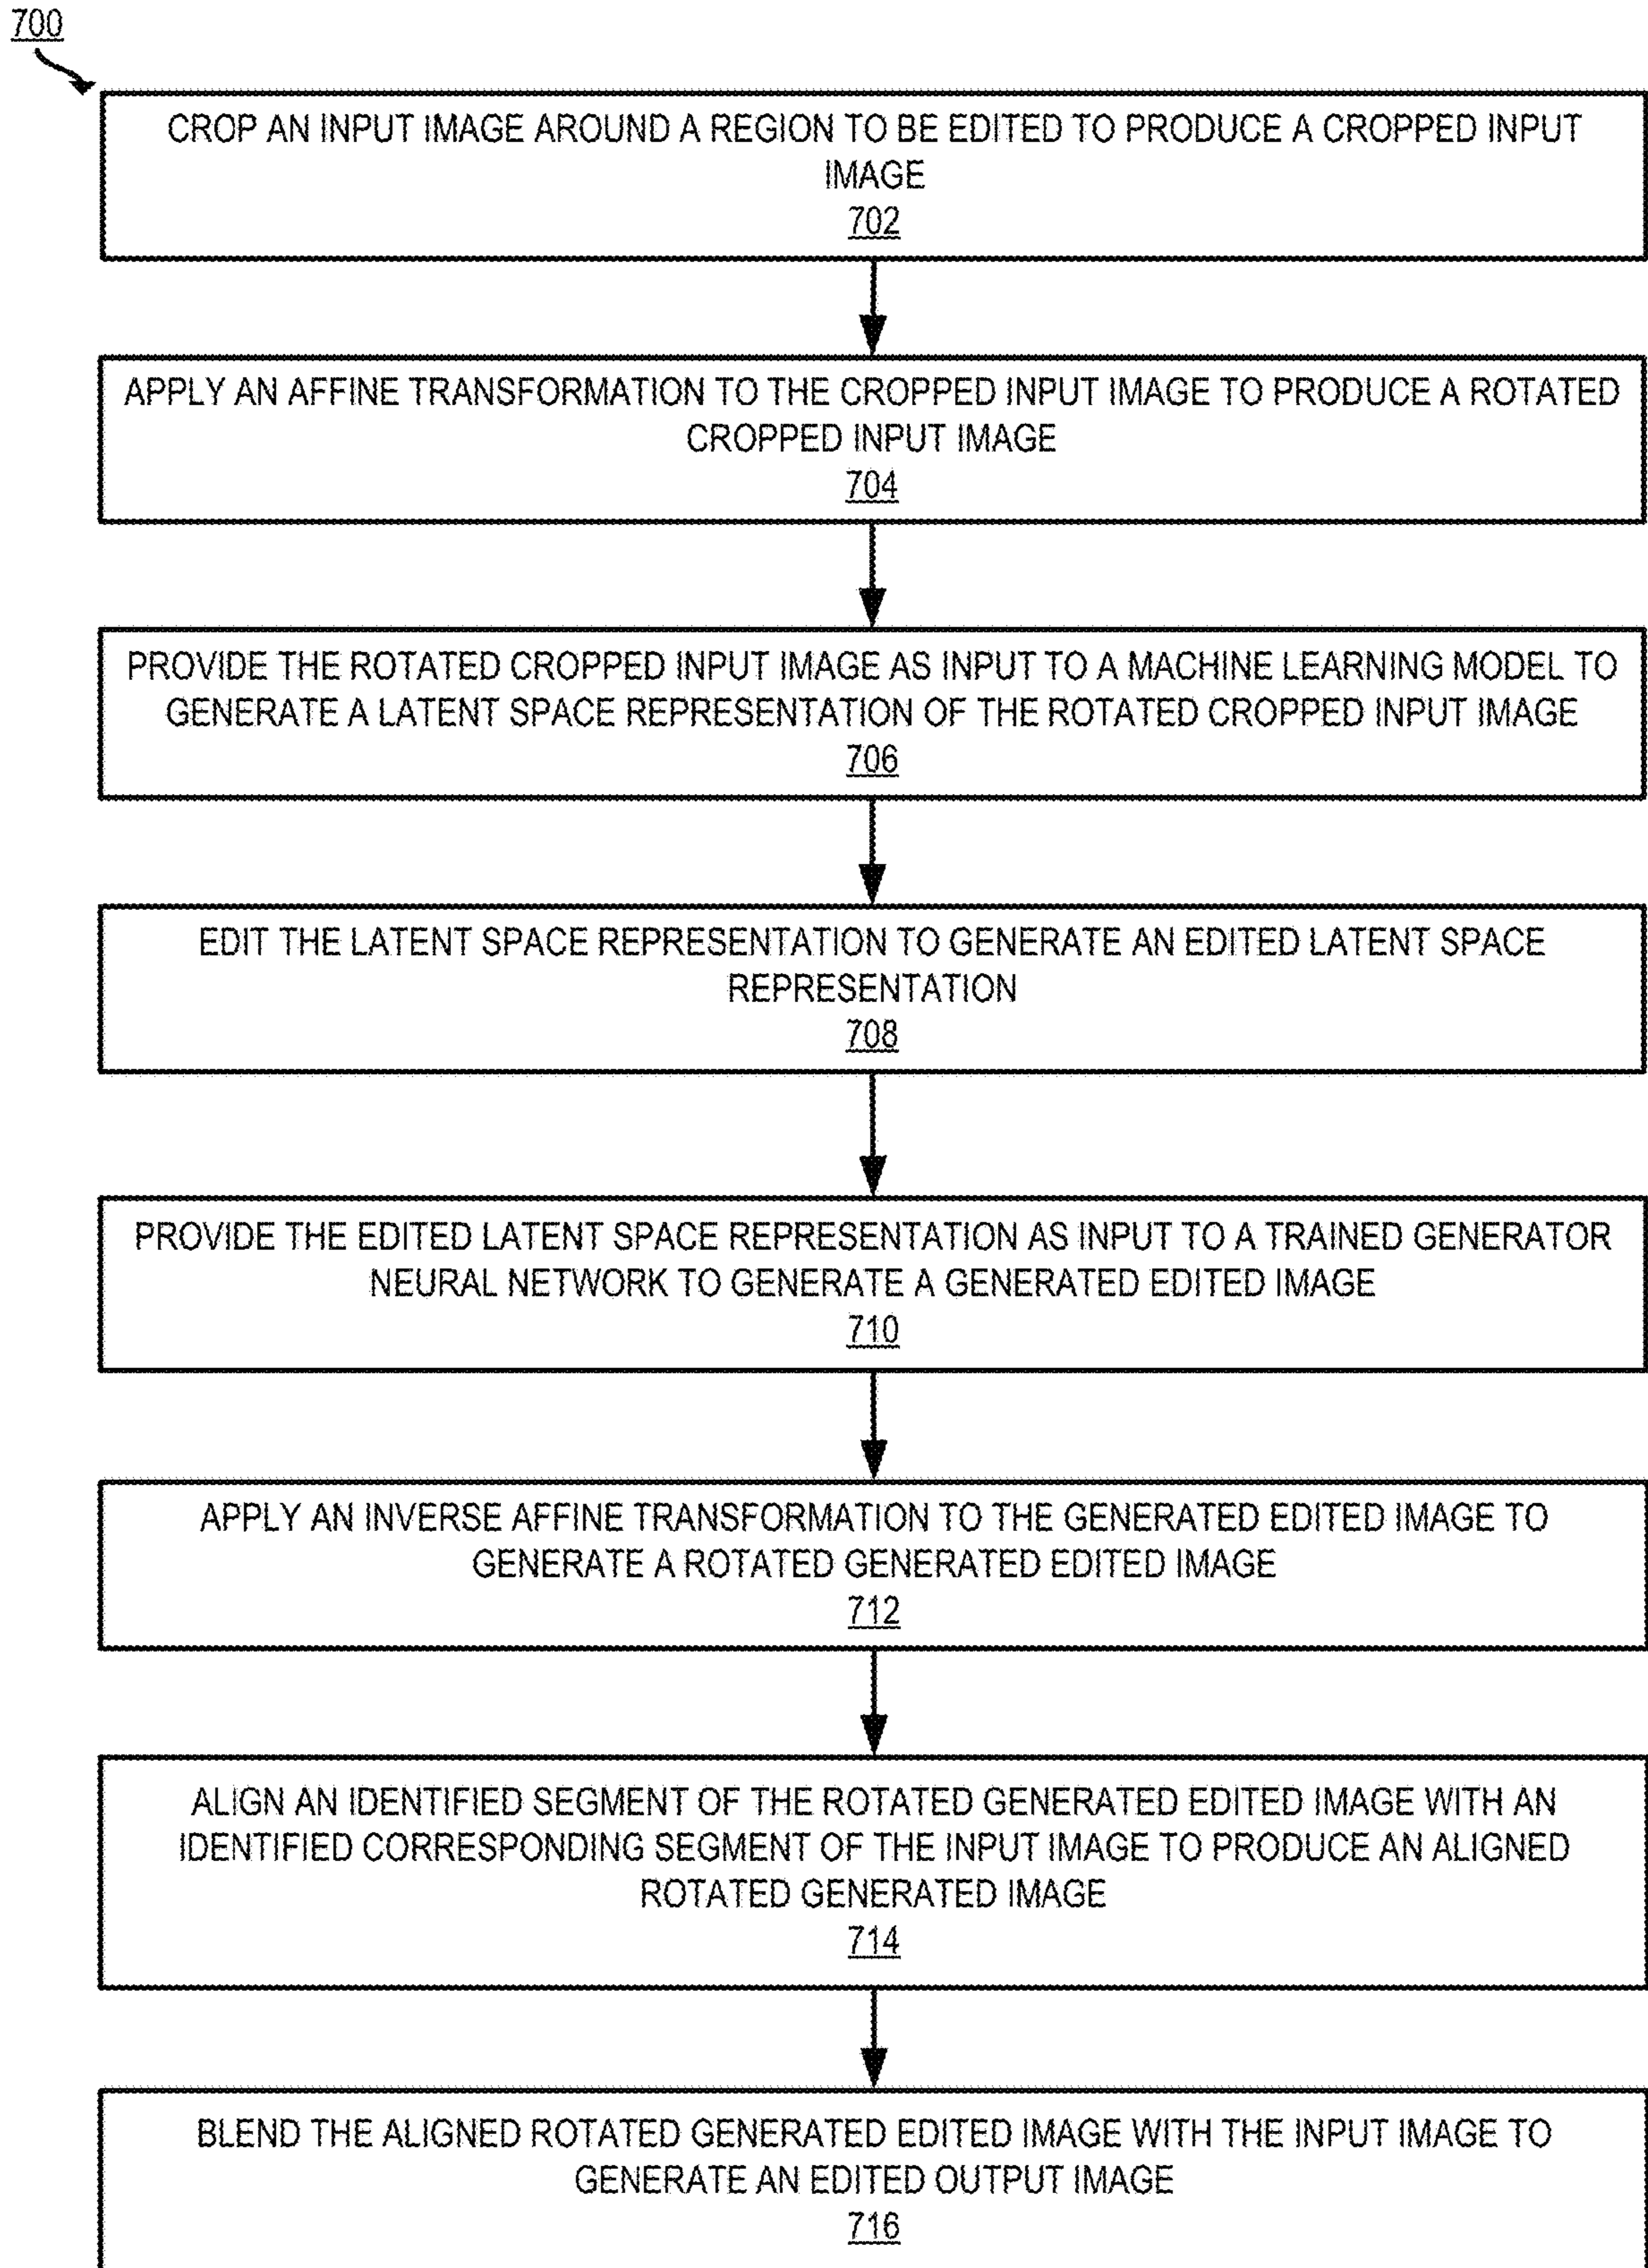 700
CROP AN INPUT IMAGE AROUND A REGION TO BE EDITED TO PRODUCE A CROPPED INPUT
IMAGE
702
APPLY AN AFFINE TRANSFORMATION TO THE CROPPED INPUT IMAGE TO PRODUCE A ROTATED
CROPPED INPUT IMAGE
704
PROVIDE THE ROTATED CROPPED INPUT IMAGE AS INPUT TO A MACHINE LEARNING MODEL TO
GENERATE A LATENT SPACE REPRESENTATION OF THE ROTATED CROPPED INPUT IMAGE
706
EDIT THE LATENT SPACE REPRESENTATION TO GENERATE AN EDITED LATENT SPACE
REPRESENTATION
708
PROVIDE THE EDITED LATENT SPACE REPRESENTATION AS INPUT TO A TRAINED GENERATOR
NEURAL NETWORK TO GENERATE A GENERATED EDITED IMAGE
710
APPLY AN INVERSE AFFINE TRANSFORMATION TO THE GENERATED EDITED IMAGE TO
GENERATE A ROTATED GENERATED EDITED IMAGE
712
ALIGN AN IDENTIFIED SEGMENT OF THE ROTATED GENERATED EDITED IMAGE WITH AN
IDENTIFIED CORRESPONDING SEGMENT OF THE INPUT IMAGE TO PRODUCE AN ALIGNED
ROTATED GENERATED IMAGE
714
BLEND THE ALIGNED ROTATED GENERATED EDITED IMAGE WITH THE INPUT IMAGE TO
GENERATE AN EDITED OUTPUT IMAGE
716